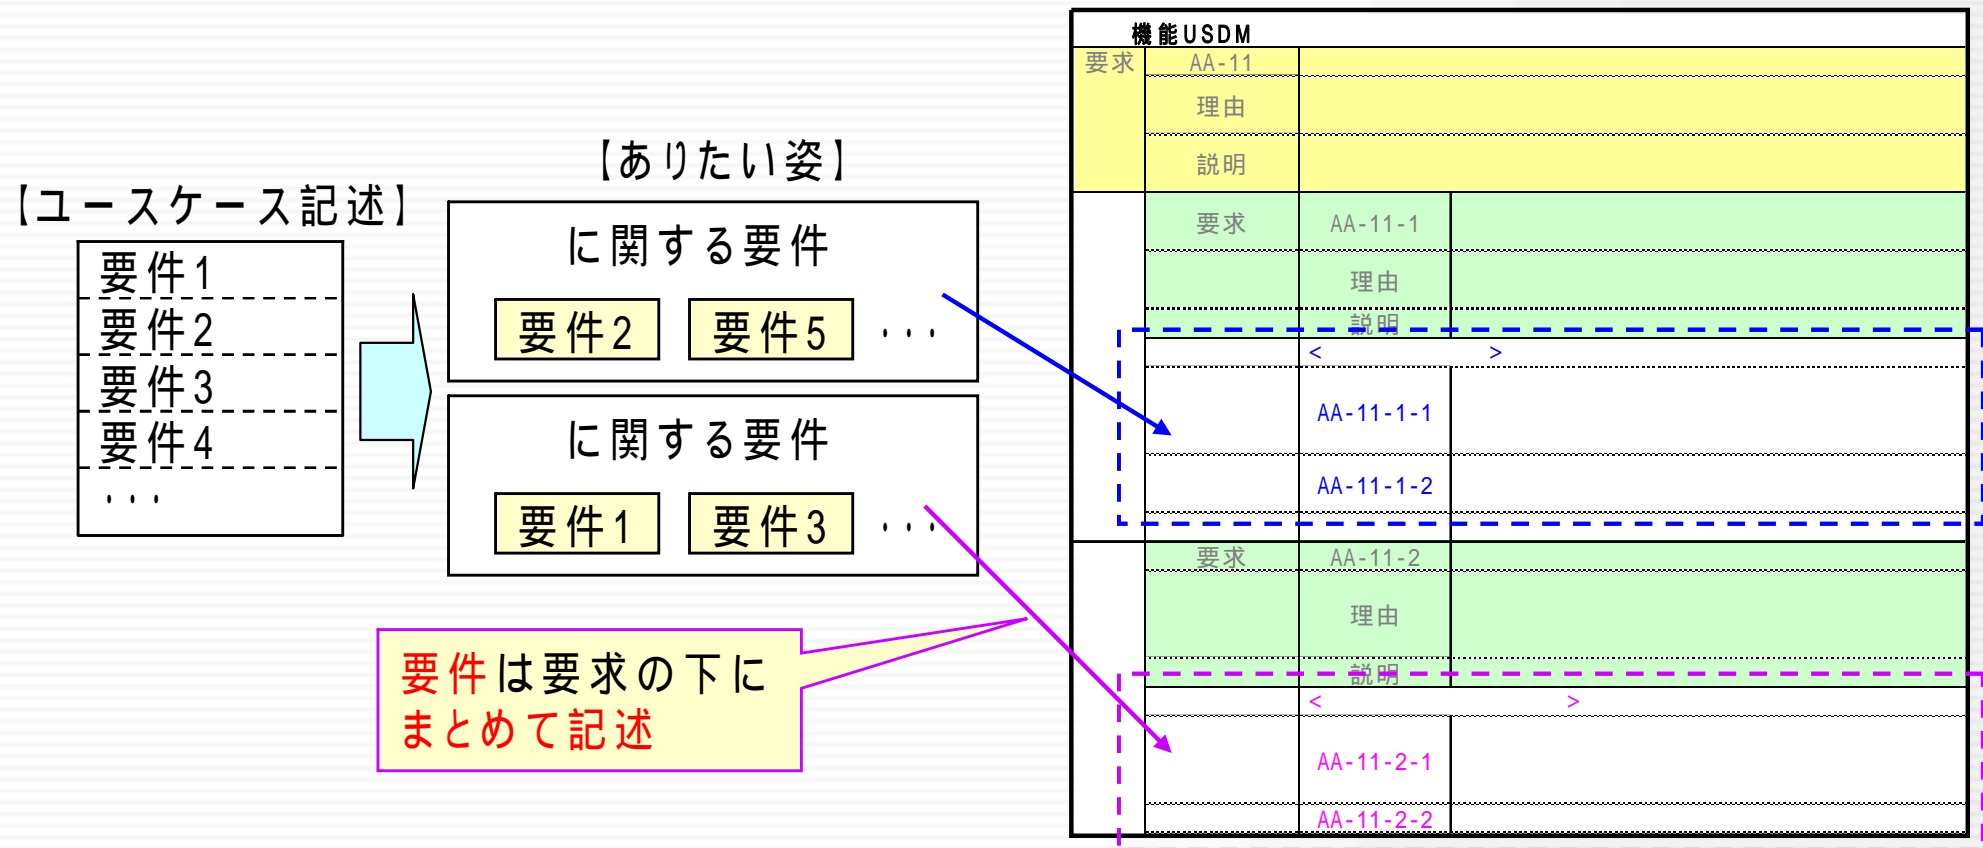 【ユースケース記述】
要件1
要件2
要件3
要件4
・・・
【ありたい姿】
に関する要件
要件2 要件5 ・・・
に関する要件
要件1 要件3 ・・・
要件は要求の下に
まとめて記述
機能USDM
要求 AA-11
理由
説明
要求 AA-11-1
理由
説明
< >
AA-11-1-1
AA-11-1-2
要求 AA-11-2
理由
説明
< >
AA-11-2-1
AA-11-2-2